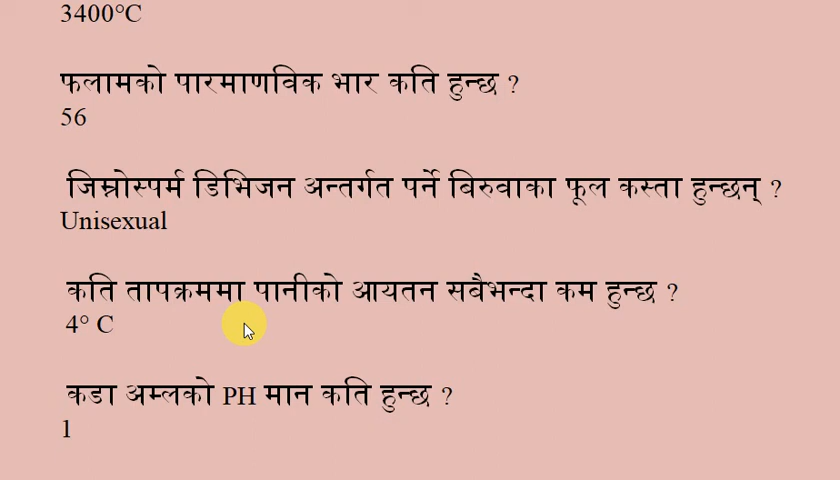 3400°C
फलामको पारमाणविक भार कति हुन्छ ?
56
जिम्नोस्पर्म डिभिजन अन्तर्गत पर्ने बिरुवाका फूल कस्ता हुन्छन् ?
Unisexual
कति तापक्रममा पानीको आयतन सबैभन्दा कम हुन्छ ?
4° C
कडा अम्लको PH मान कति हुन्छ ?
1